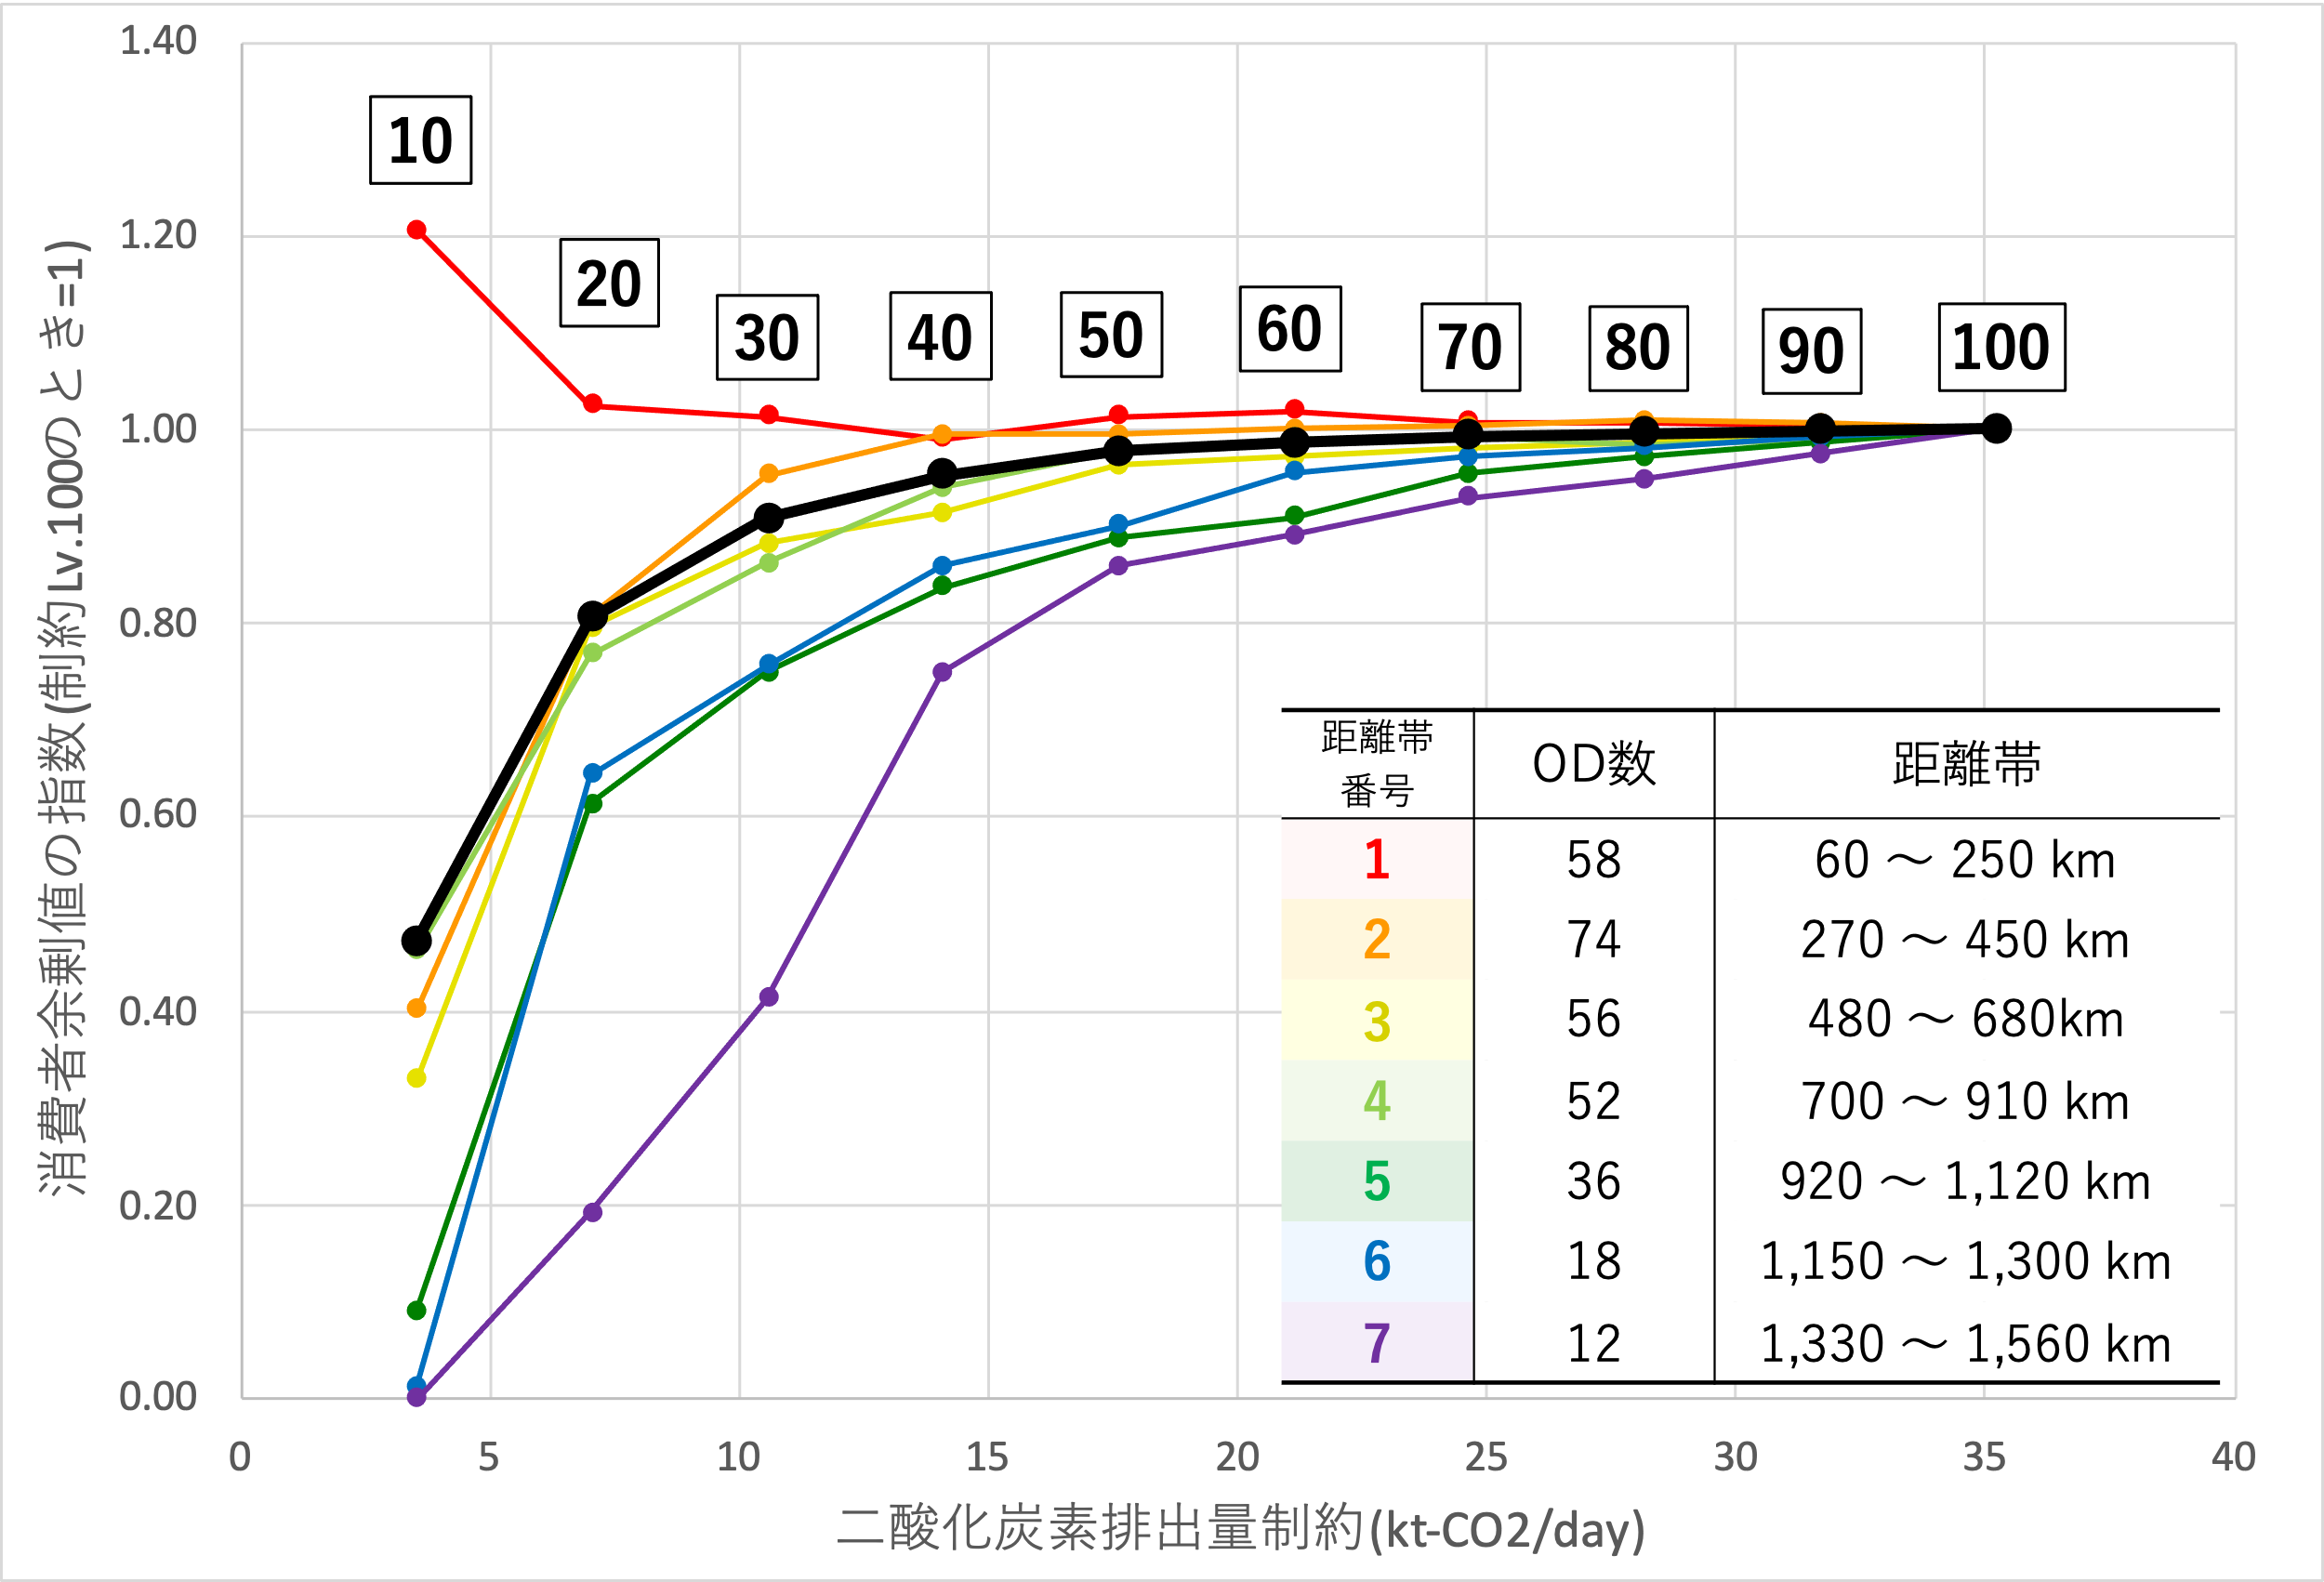 消費者余剰値の指数(制約Lv.100のとき=1)
1.40
1.20
1.00
0.80
0.60
0.40
0.20
0.00
10
20
30
40
50
60
70
80
90
100
距離帯番号 OD数 距離帯
1 58 60 ～ 250 km
2 74 270 ～ 450 km
3 56 480 ～ 680km
4 52 700 ～ 910 km
5 36 920 ～ 1,120 km
6 18 1,150 ～ 1,300 km
7 12 1,330 ～ 1,560 km
0 5 10 15 20 25 30 35 40
二酸化炭素排出量制約(kt-CO2/day)